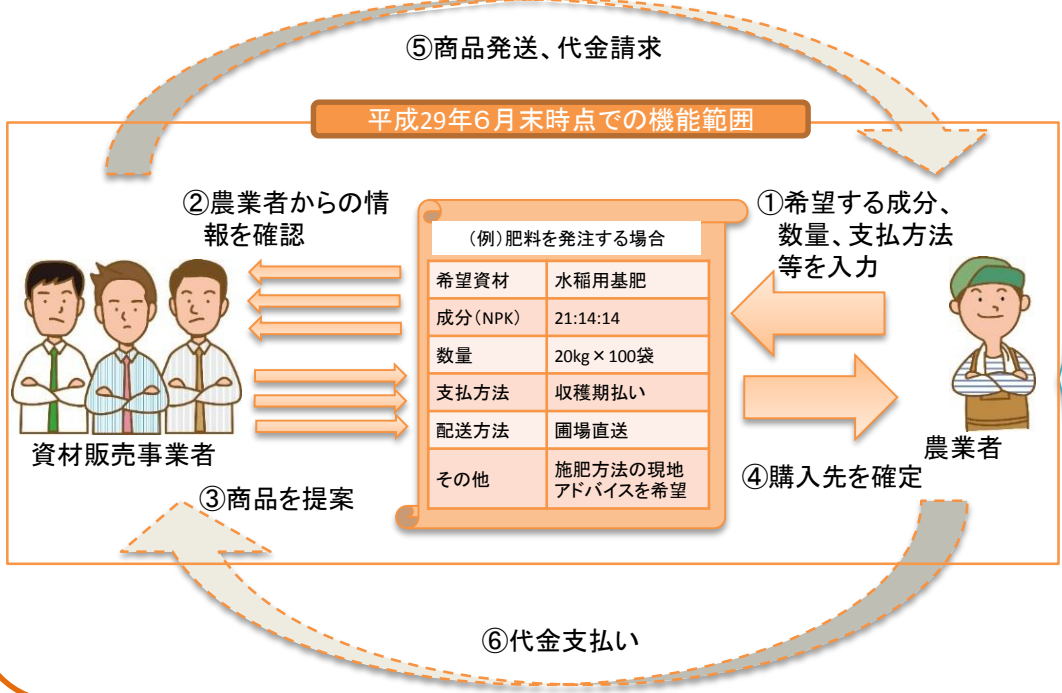 ⑤商品発送、代金請求
平成29年6月末時点での機能範囲
①希望する成分、
数量、支払方法
等を入力
②農業者からの情
報を確認
(例)肥料を発注する場合
希望資材 水稲用基肥
成分(NPK) 21:14:14
数量 20kg×100袋
支払方法 収穫期払い
配送方法 圃場直送
その他 施肥方法の現地
アドバイスを希望
資材販売事業者
農業者
③商品を提案
④購入先を確定
⑥代金支払い